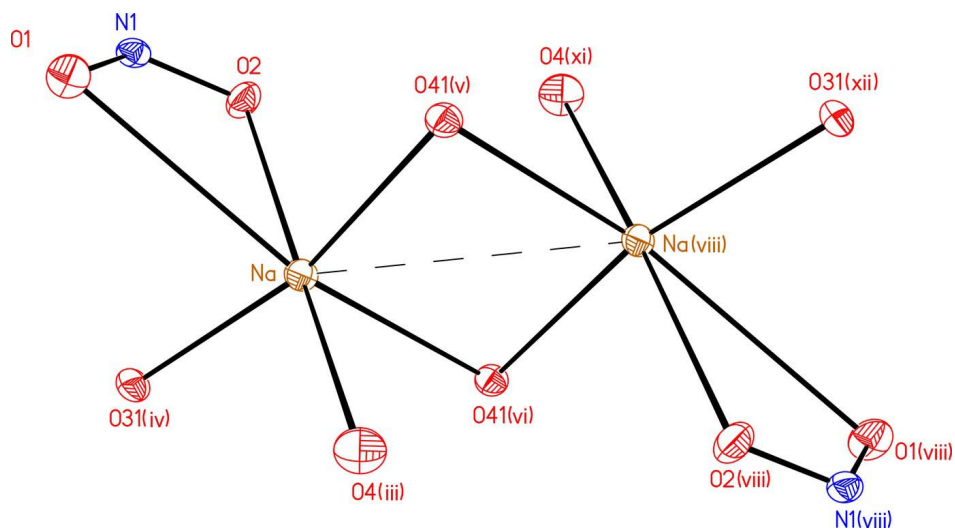 O1
N1
O2
O41(v)
O4(xi)
O31(xii)
Na
Na(viii)
O31(iv)
O4(iii)
O41(vi)
O2(viii)
O1(viii)
N1(viii)